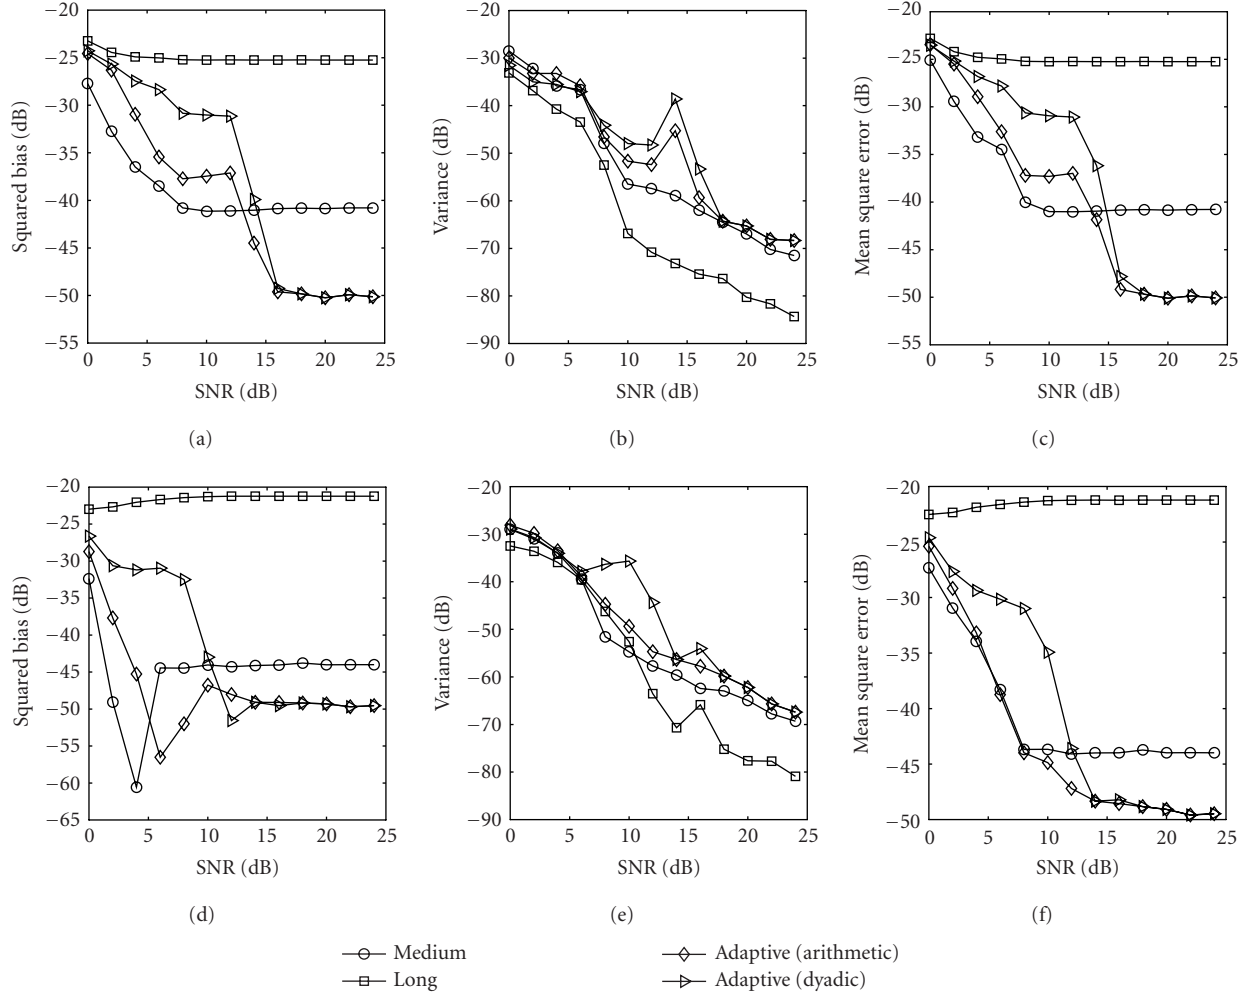 −20
−25
−30
−35
−40
−45
−50
−55
Squared bias (dB)
0 5 10 15 20 25
SNR (dB)
(a)
−20
−30
−40
−50
−60
−70
−80
−90
Variance (dB)
0 5 10 15 20 25
SNR (dB)
(b)
−20
−25
−30
−35
−40
−45
−50
−55
Mean square error (dB)
0 5 10 15 20 25
SNR (dB)
(c)
−20
−25
−30
−35
−40
−45
−50
−55
−60
−65
Squared bias (dB)
0 5 10 15 20 25
SNR (dB)
(d)
−20
−30
−40
−50
−60
−70
−80
−90
Variance (dB)
0 5 10 15 20 25
SNR (dB)
(e)
−20
−25
−30
−35
−40
−45
−50
Mean square error (dB)
0 5 10 15 20 25
SNR (dB)
(f)
Medium
Long
Adaptive (arithmetic)
Adaptive (dyadic)